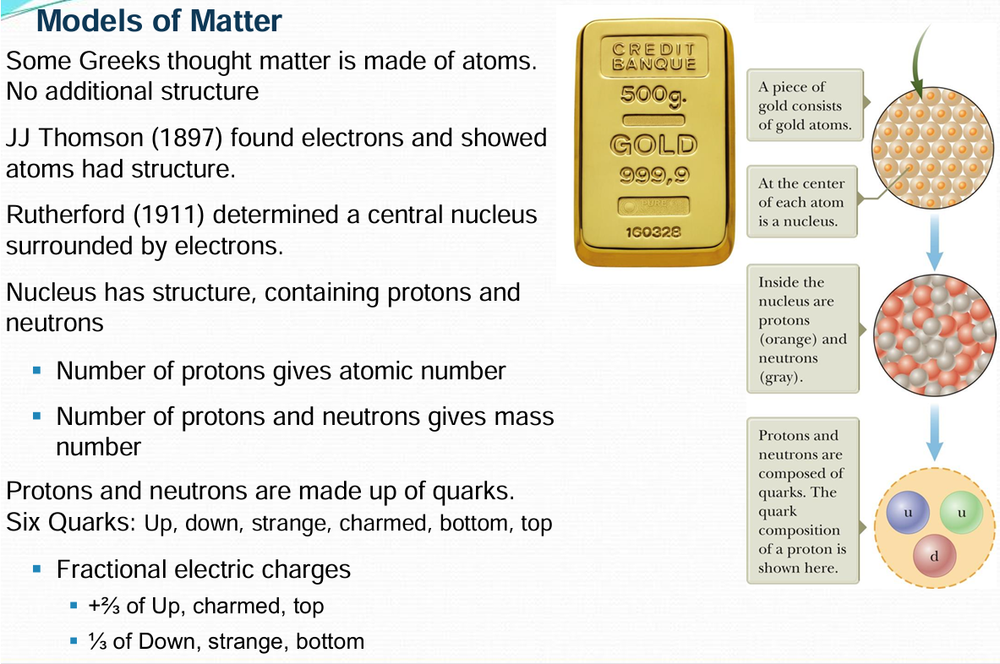 Models of Matter
Some Greeks thought matter is made of atoms.
No additional structure
JJ Thomson (1897) found electrons and showed
atoms had structure.
Rutherford (1911) determined a central nucleus
surrounded by electrons.
Nucleus has structure, containing protons and
neutrons
▪ Number of protons gives atomic number
▪ Number of protons and neutrons gives mass
number
Protons and neutrons are made up of quarks.
Six Quarks: Up, down, strange, charmed, bottom, top
▪ Fractional electric charges
▪ +⅔ of Up, charmed, top
▪ ⅓ of Down, strange, bottom
CREDIT
BANQUE
500g.
GOLD
999,9
PURE
160328
A piece of
gold consists
of gold atoms.
At the center
of each atom
is a nucleus.
Inside the
nucleus are
protons
(orange) and
neutrons
(gray).
Protons and
neutrons are
composed of
quarks. The
quark
composition
of a proton is
shown here.
u u
d